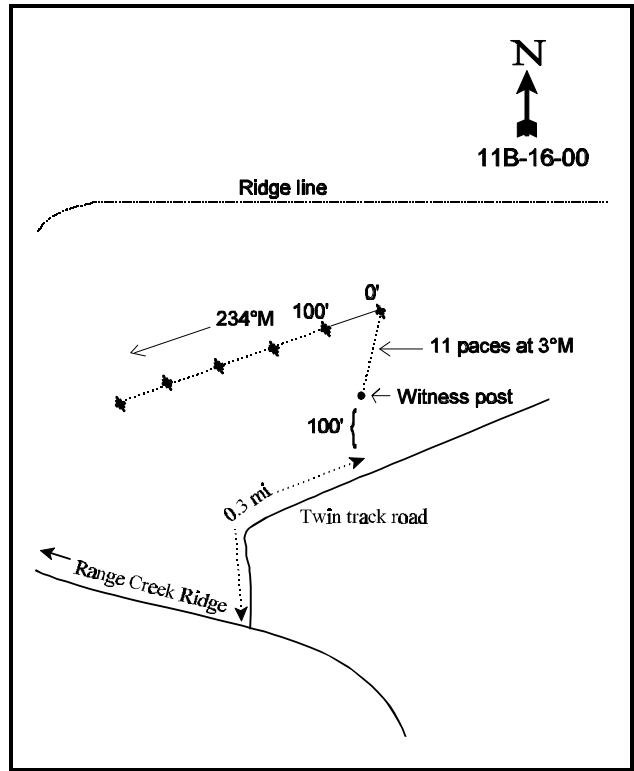 N
11B-16-00
Ridge line
0'
100'
234°M
11 paces at 3°M
Witness post
100'
0.3 mi
Twin track road
Range Creek Ridge